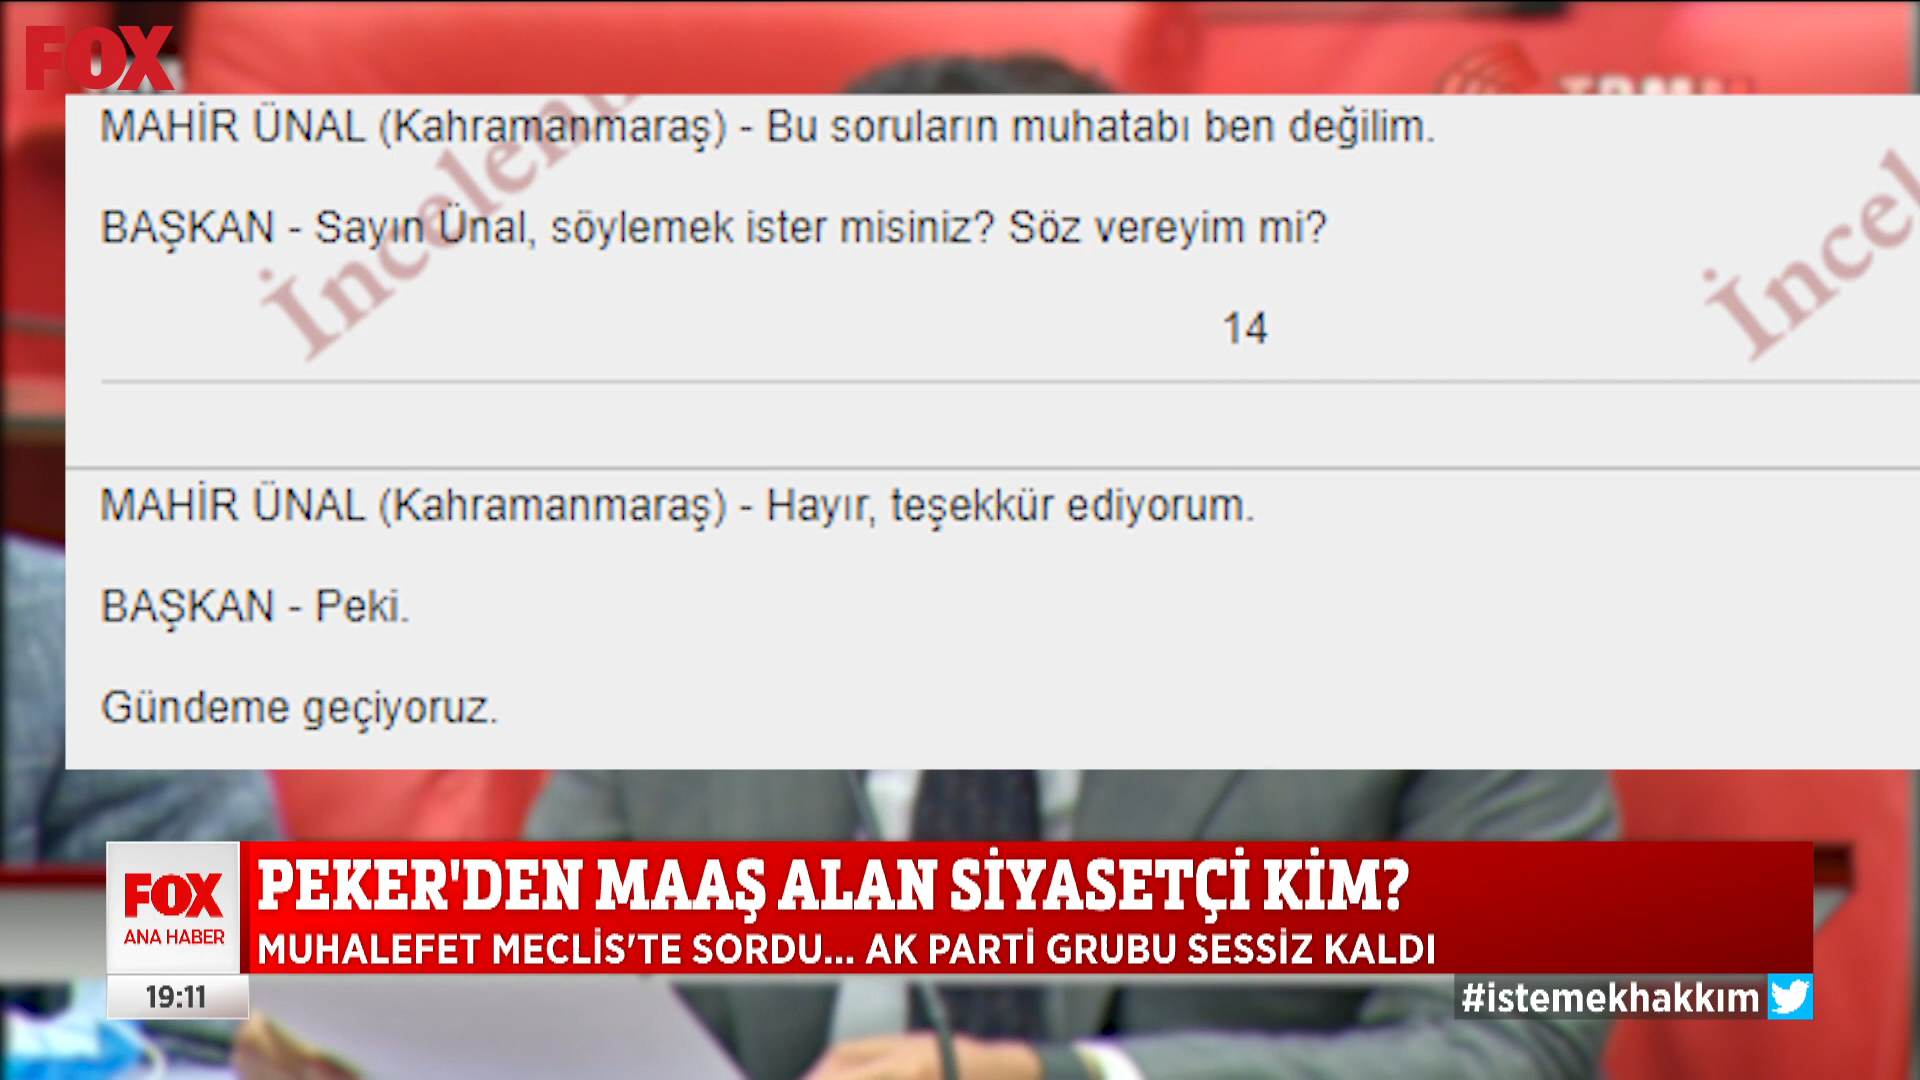 FOX
MAHİR ÜNAL (Kahramanmaraş) - Bu soruların muhatabı ben değilim.
BAŞKAN - Sayın Ünal, söylemek ister misiniz? Söz vereyim mi?
14
MAHİR ÜNAL (Kahramanmaraş) - Hayır, teşekkür ediyorum.
BAŞKAN - Peki.
Gündeme geçiyoruz.
FOX
ANA HABER
PEKER'DEN MAAŞ ALAN SİYASETÇİ KİM?
MUHALEFET MECLİS'TE SORDU... AK PARTİ GRUBU SESSİZ KALDI
19:11
#istemekhakkım